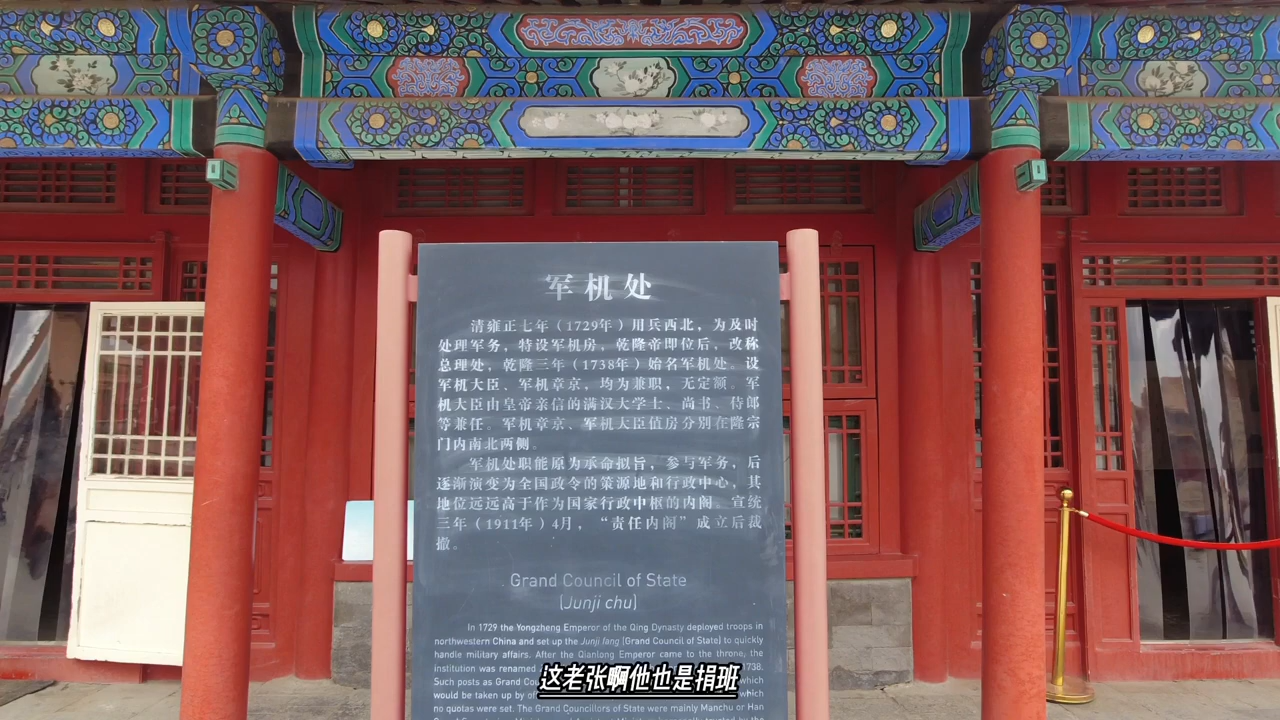 军机处
清雍正七年（1729年）用兵西北，为及时
处理军务，特设军机房，乾隆帝即位后，改称
总理处，乾隆三年（1738年）始名军机处。设
军机大臣、军机章京，均为兼职，无定额。军
机大臣由皇帝亲信的满汉大学士、尚书、侍郎
等兼任。军机章京、军机大臣值房分别在隆宗
门内南北两侧。
军机处职能原为承命拟旨，参与军务，后
逐渐演变为全国政令的策源地和行政中心，其
地位远远高于作为国家行政中枢的内阁。宣统
三年（1911年）4月，“责任内阁”成立后裁
撤。
Grand Council of State
(Junji chu)
In 1729 the Yongzheng Emperor of the Qing Dynasty deployed troops in
northwestern China and set up the Junji fang (Grand Council of State) to quickly
handle military affairs. After the Qianlong Emperor came to the throne, the
institution was renamed 1738.
Such posts as Grand which
would be taken up by which
no quotas were set. The Grand Councillors of State were mainly Manchu or Han
这老张啊他也是捐班